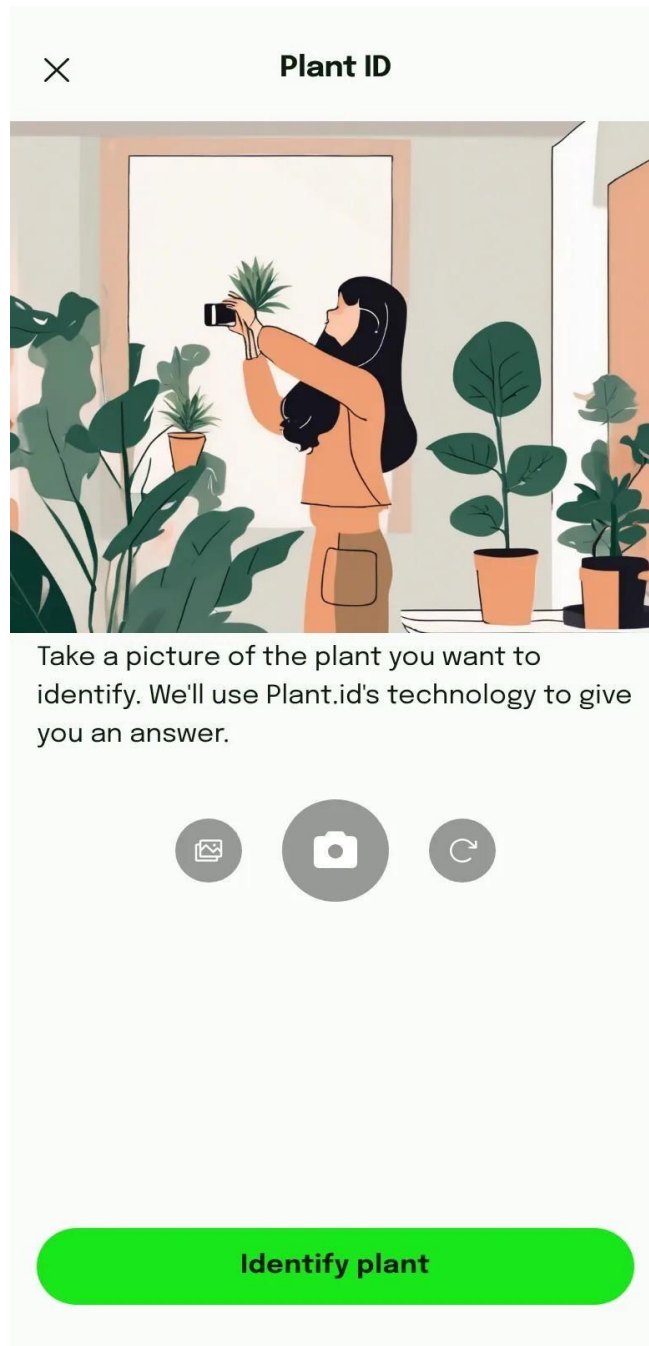 Plant ID
Take a picture of the plant you want to
identify. We'll use Plant.id's technology to give
you an answer.
Identify plant